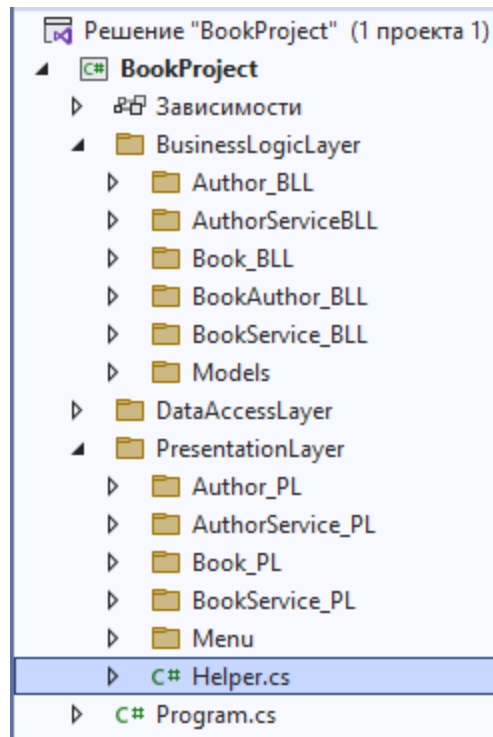 Решение "BookProject" (1 проекта 1)
C# BookProject
Зависимости
BusinessLogicLayer
Author_BLL
AuthorServiceBLL
Book_BLL
BookAuthor_BLL
BookService_BLL
Models
DataAccessLayer
PresentationLayer
Author_PL
AuthorService_PL
Book_PL
BookService_PL
Menu
C# Helper.cs
C# Program.cs